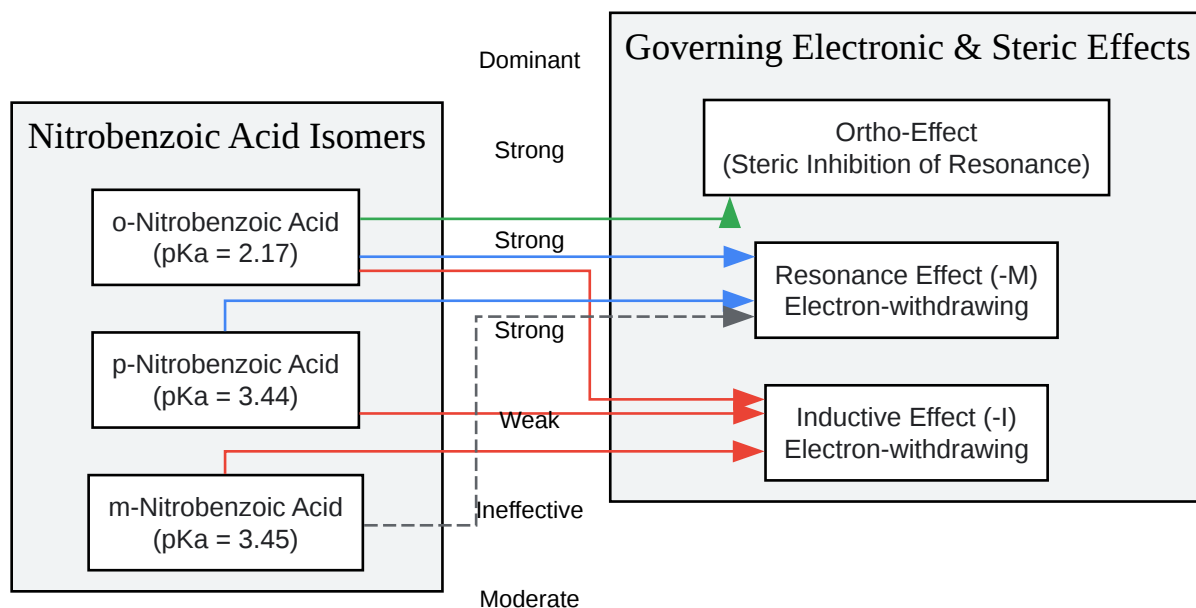 Nitrobenzoic Acid Isomers
o-Nitrobenzoic Acid
(pKa = 2.17)
p-Nitrobenzoic Acid
(pKa = 3.44)
m-Nitrobenzoic Acid
(pKa = 3.45)
Dominant
Strong
Strong
Strong
Weak
Ineffective
Moderate
Governing Electronic & Steric Effects
Ortho-Effect
(Steric Inhibition of Resonance)
Resonance Effect (-M)
Electron-withdrawing
Inductive Effect (-I)
Electron-withdrawing